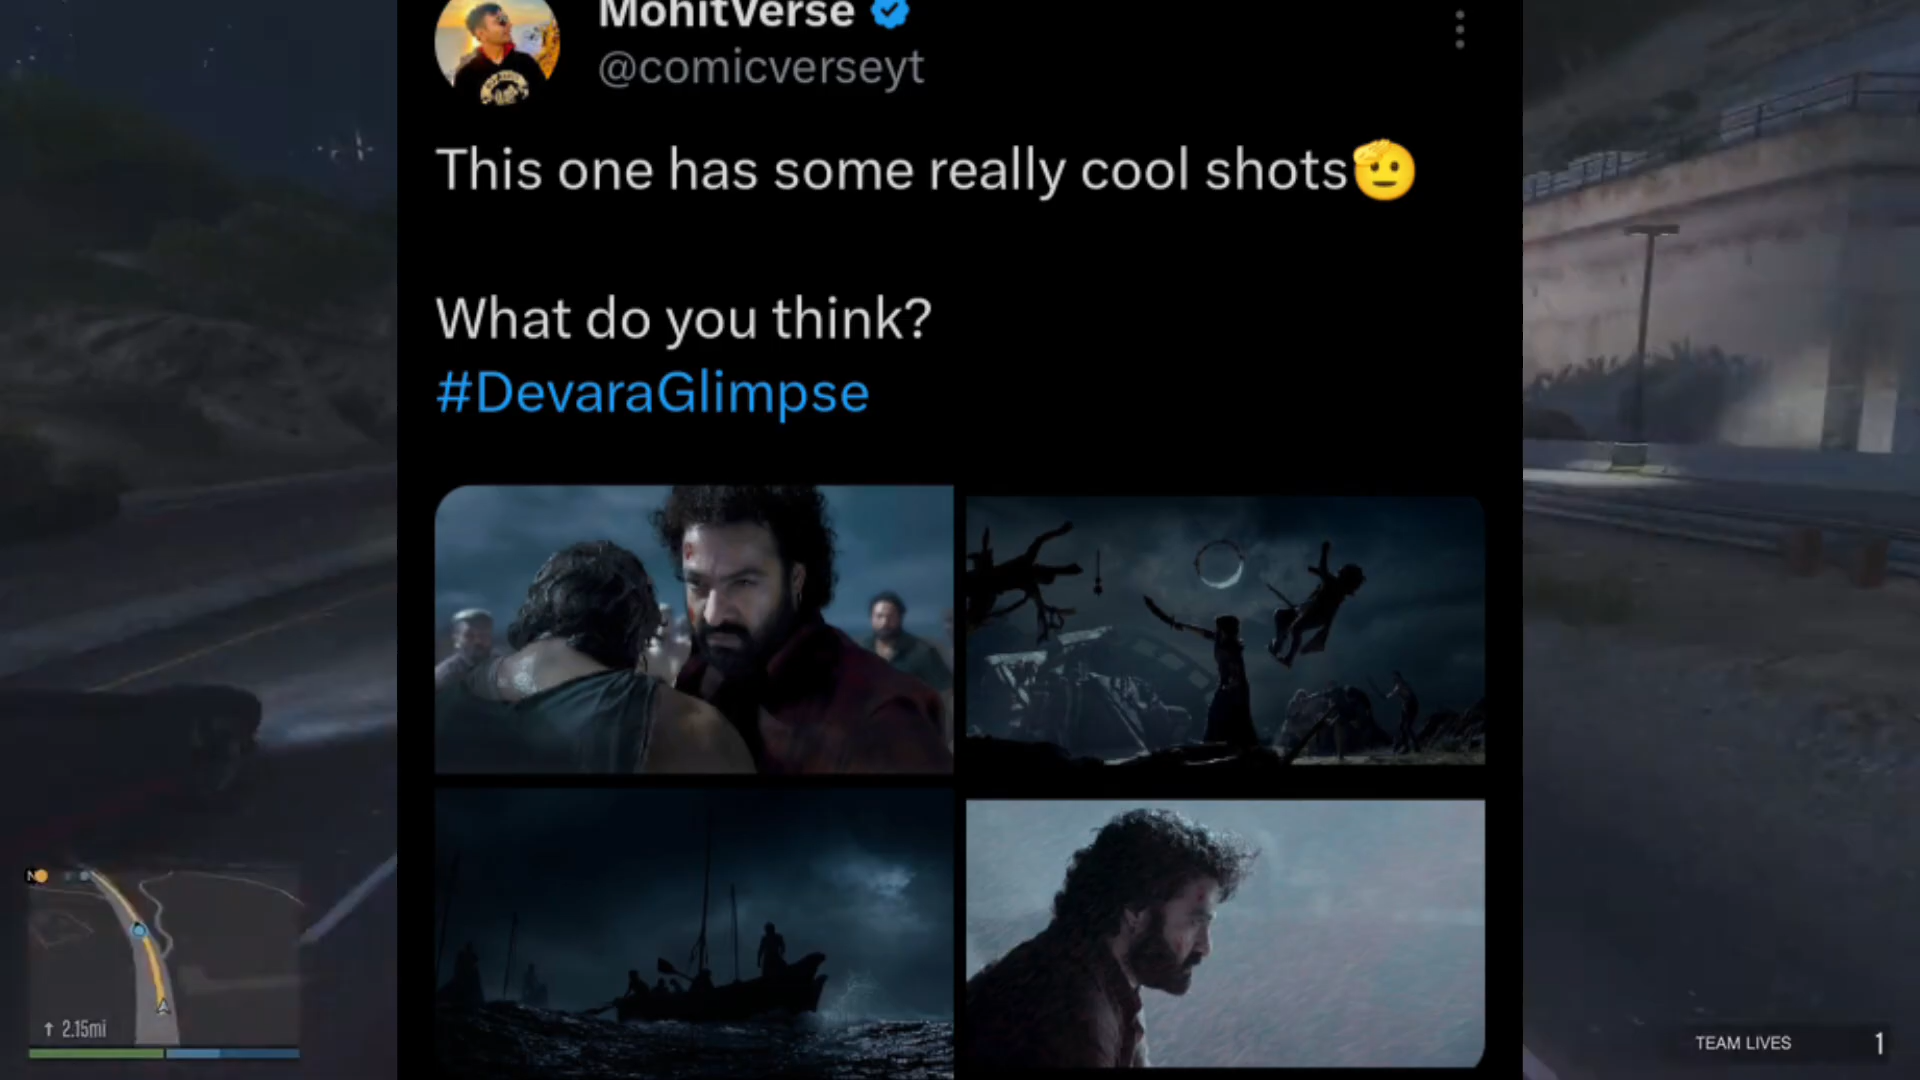 MohitVerse
@comicverseyt
This one has some really cool shots🫡
What do you think?
#DevaraGlimpse
N
2.15mi
TEAM LIVES 1